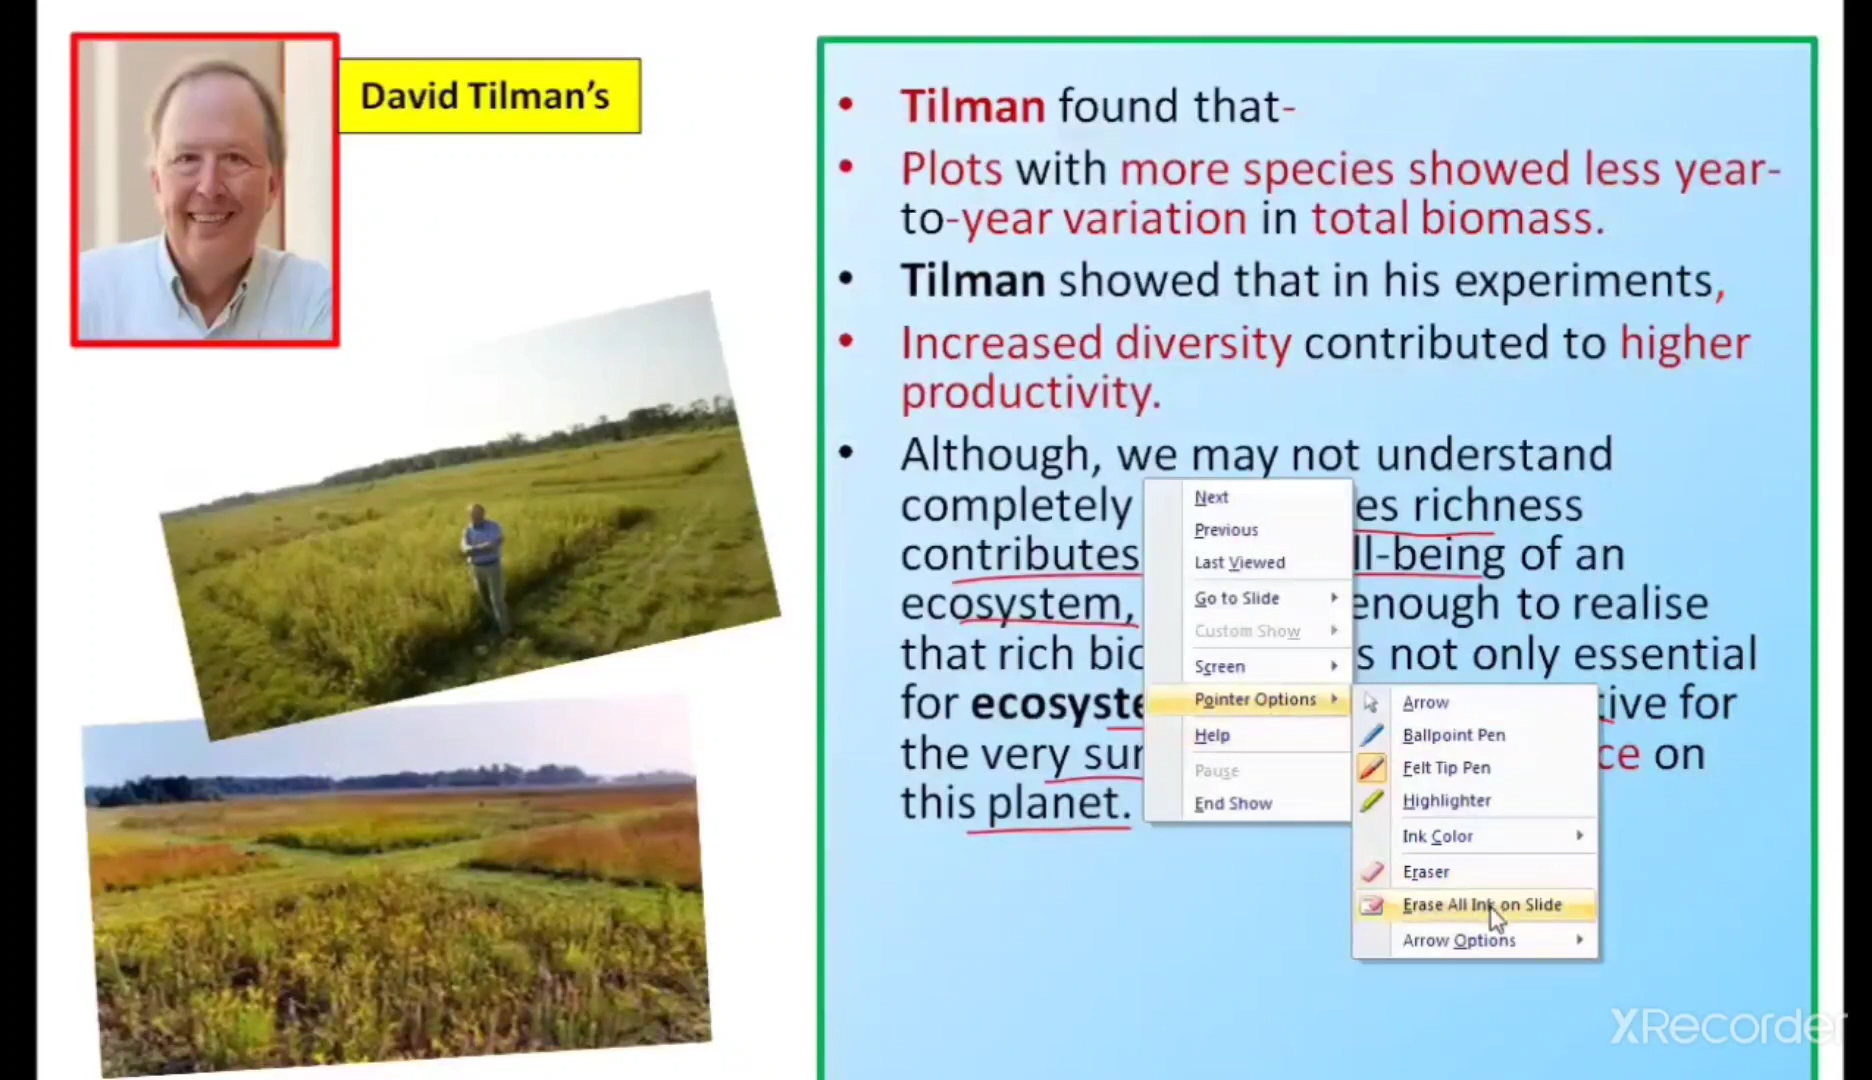 David Tilman's
• Tilman found that-
• Plots with more species showed less year-
to-year variation in total biomass.
• Tilman showed that in his experiments,
• Increased diversity contributed to higher
productivity.
• Although, we may not understand
completely es richness
contributes ll-being of an
ecosystem, enough to realise
that rich bio s not only essential
for ecosyste tive for
the very sur ce on
this planet.
Next
Previous
Last Viewed
Go to Slide
Custom Show
Screen
Pointer Options
Help
Pause
End Show
Arrow
Ballpoint Pen
Felt Tip Pen
Highlighter
Ink Color
Eraser
Erase All Ink on Slide
Arrow Options
XRecorder